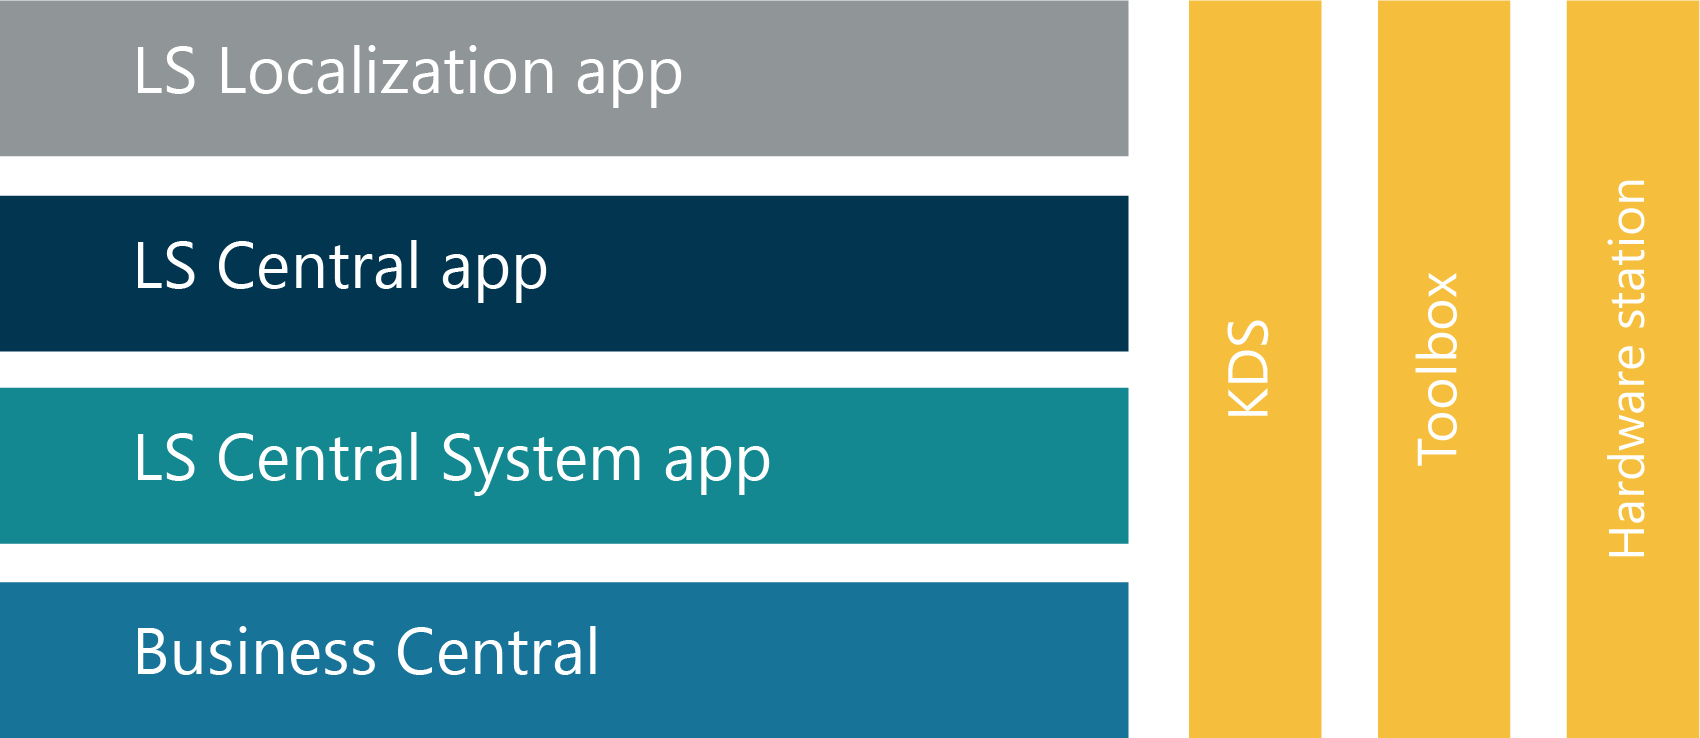 LS Localization app
LS Central app
LS Central System app
Business Central
KDS
Toolbox
Hardware station